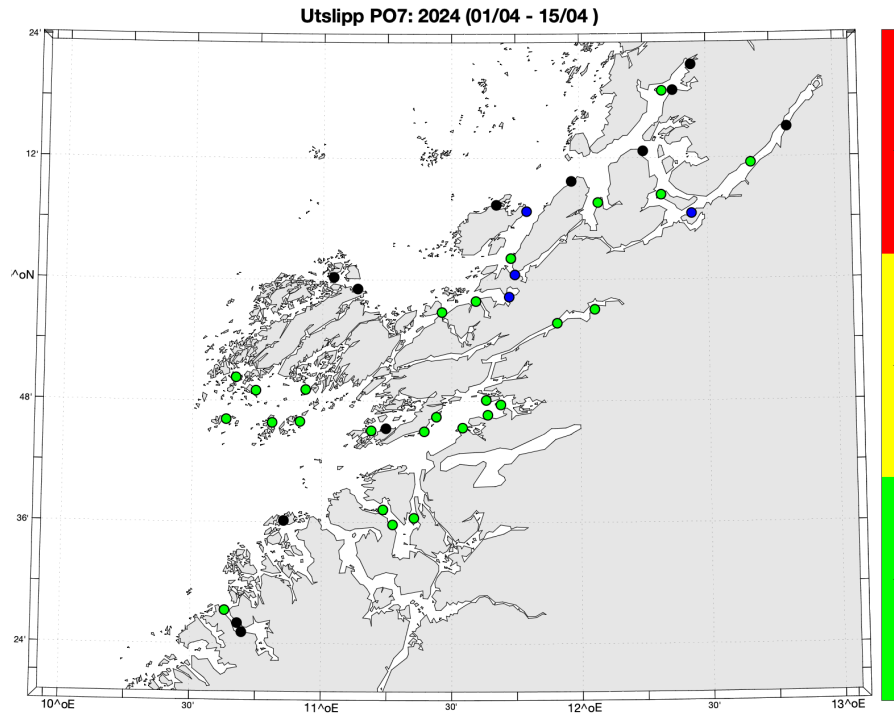 Utslipp PO7: 2024 (01/04 - 15/04 )
24'
12'
^oN
48'
36'
24'
10^oE
30'
11^oE
30'
12^oE
30'
13^oE